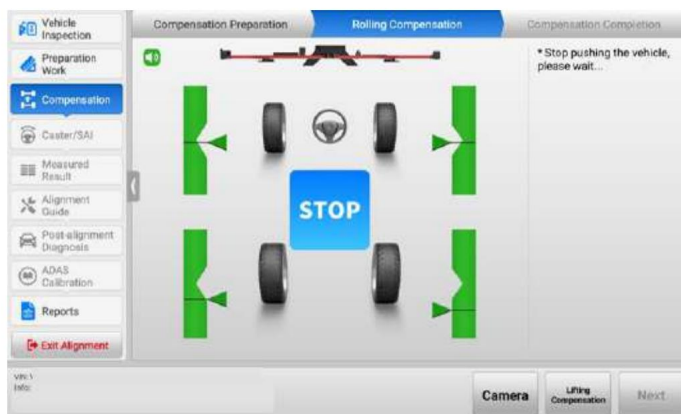 Vehicle
Inspection
Compensation Preparation
Rolling Compensation
Compensation Completion
Preparation
Work
* Stop pushing the vehicle,
please wait...
Compensation
Caster/SAI
Measured
Result
Alignment
Guide
STOP
Post-alignment
Diagnosis
ADAS
Calibration
Reports
Exit Alignment
VIN:
Info:
Camera
Lifting
Compensation
Next